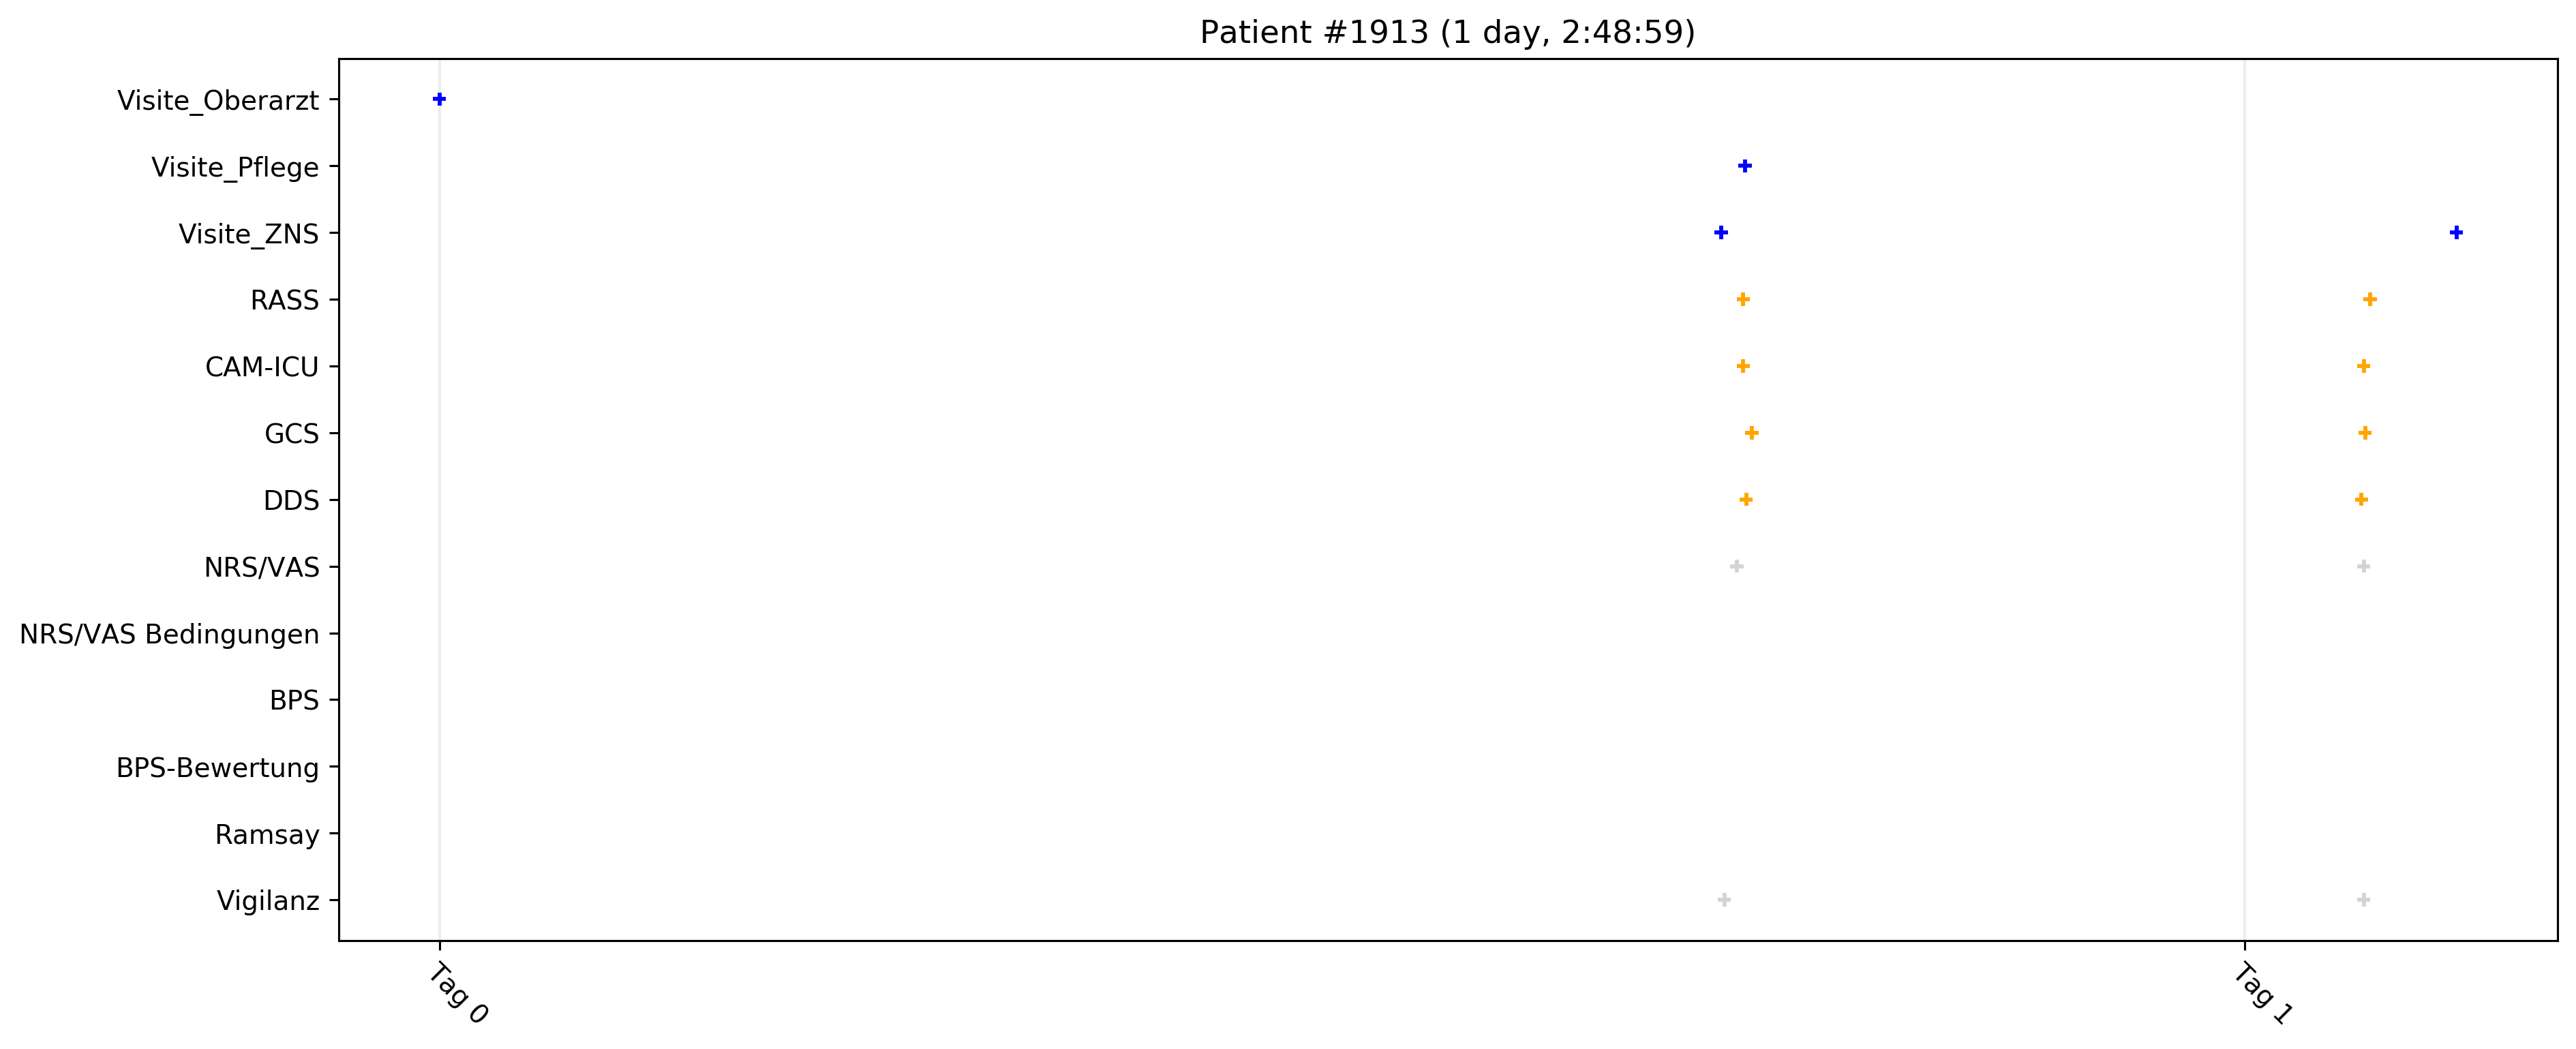 Patient #1913 (1 day, 2:48:59)
Visite_Oberarzt
Visite_Pflege
Visite_ZNS
RASS
CAM-ICU
GCS
DDS
NRS/VAS
NRS/VAS Bedingungen
BPS
BPS-Bewertung
Ramsay
Vigilanz
Tag 0
Tag 1